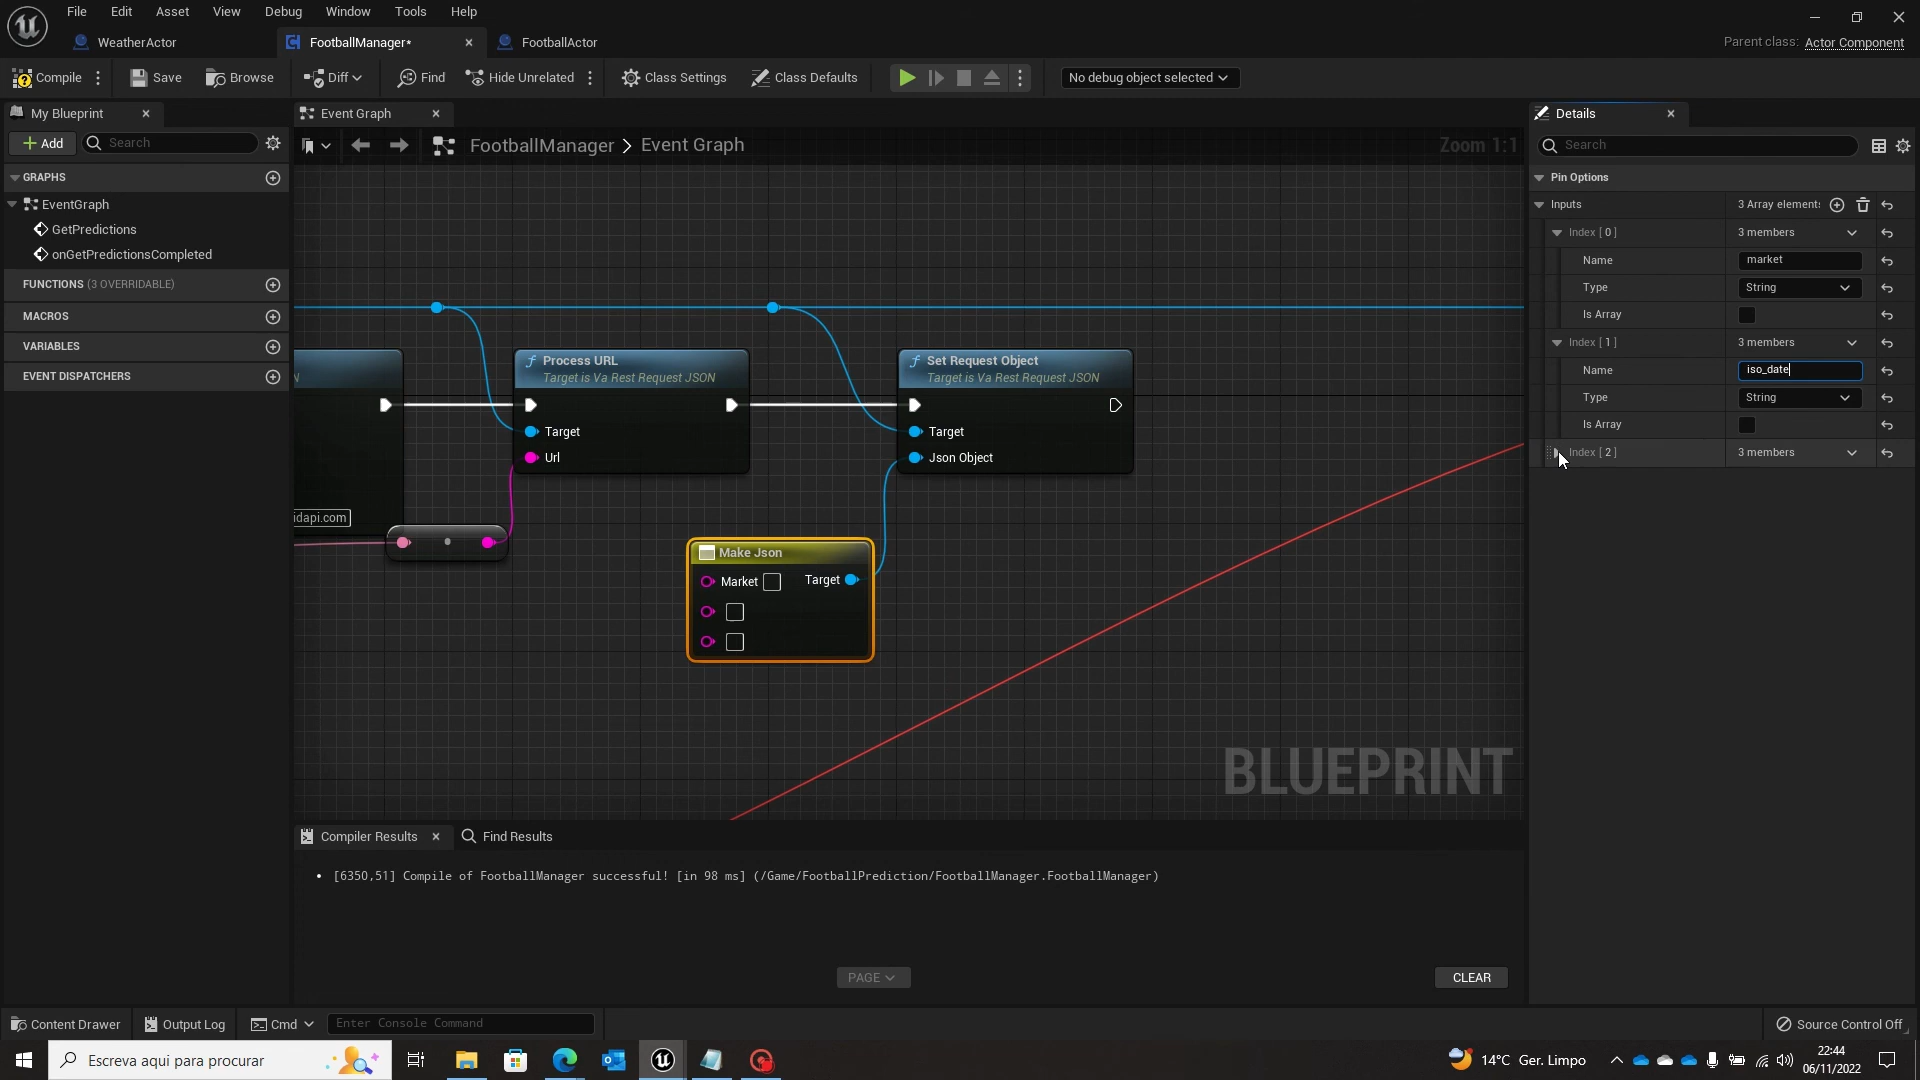 File Edit Asset View Debug Window Tools Help
WeatherActor FootballManager* FootballActor
Parent class: Actor Component
Compile Save Browse Diff Find Hide Unrelated Class Settings Class Defaults No debug object selected
My Blueprint
Event Graph
Details
Add Search
FootballManager > Event Graph
Zoom 1:1
Search
GRAPHS
EventGraph
GetPredictions
onGetPredictionsCompleted
FUNCTIONS (3 OVERRIDABLE)
MACROS
VARIABLES
EVENT DISPATCHERS
Pin Options
Inputs 3 Array element:
Index [ 0 ] 3 members
Name market
Type String
Is Array
Index [ 1 ] 3 members
Name iso_date
Type String
Is Array
Index [ 2 ] 3 members
N
idapi.com
Process URL
Target is Va Rest Request JSON
Target
Url
Set Request Object
Target is Va Rest Request JSON
Target
Json Object
Make Json
Market Target
BLUEPRINT
Compiler Results Find Results
• [6350,51] Compile of FootballManager successful! [in 98 ms] (/Game/FootballPrediction/FootballManager.FootballManager)
PAGE CLEAR
Content Drawer Output Log Cmd Enter Console Command Source Control Off
Escreva aqui para procurar
14°C Ger. Limpo
22:44
06/11/2022